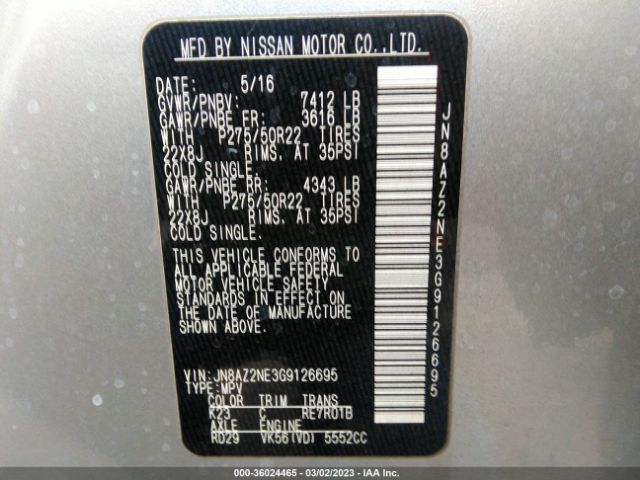 MFD BY NISSAN MOTOR CO.,LTD.
DATE: 5/16
GVWR/PNBV: 7412 LB
GAWR/PNBE FR: 3616 LB
WITH P275/50R22 TIRES
22X8J RIMS, AT 35PSI
COLD SINGLE.
GAWR/PNBE RR: 4343 LB
WITH P275/50R22 TIRES
22X8J RIMS, AT 35PSI
COLD SINGLE.
THIS VEHICLE CONFORMS TO
ALL APPLICABLE FEDERAL
MOTOR VEHICLE SAFETY
STANDARDS IN EFFECT ON
THE DATE OF MANUFACTURE
SHOWN ABOVE.
VIN: JN8AZ2NE3G9126695
TYPE: MPV
COLOR TRIM TRANS
K23 C RE7R01B
AXLE ENGINE
RD29 VK56(VD) 5552CC
JN8AZ2NE3G9126695
000-36024465 - 03/02/2023 - IAA Inc.